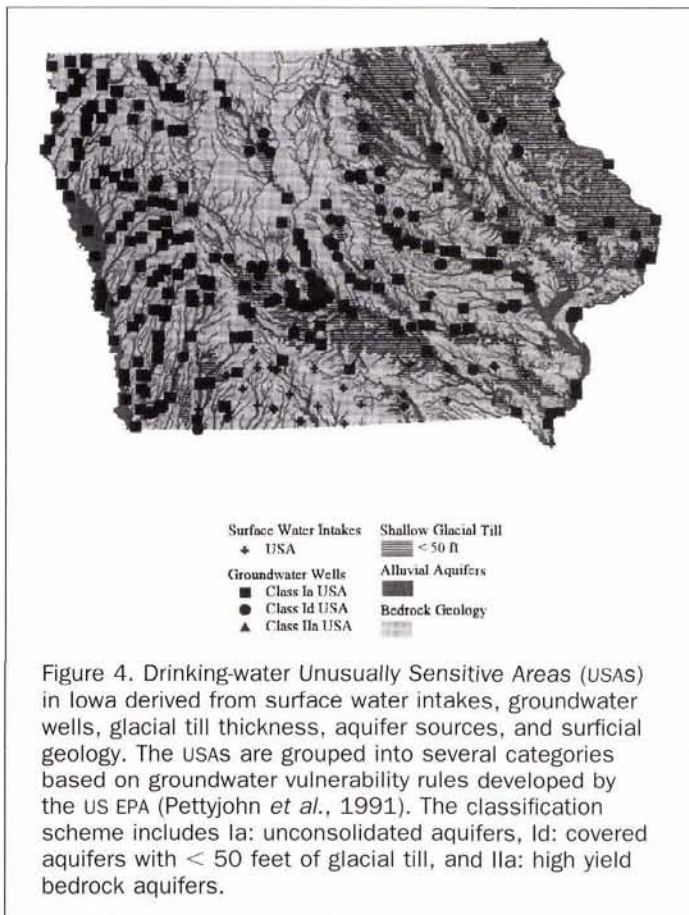 Surface Water Intakes
USA
Groundwater Wells
Class Ia USA
Class Id USA
Class IIa USA
Shallow Glacial Till
< 50 ft
Alluvial Aquifers
Bedrock Geology
Figure 4. Drinking-water Unusually Sensitive Areas (USAs)
in Iowa derived from surface water intakes, groundwater
wells, glacial till thickness, aquifer sources, and surficial
geology. The USAs are grouped into several categories
based on groundwater vulnerability rules developed by
the US EPA (Pettyjohn et al., 1991). The classification
scheme includes Ia: unconsolidated aquifers, Id: covered
aquifers with < 50 feet of glacial till, and IIa: high yield
bedrock aquifers.